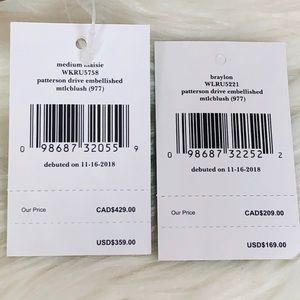 medium maisie
WKRU5758
patterson drive embellished
mtlcblush (977)
0 98687 32055 9
debuted on 11-16-2018
Our Price CAD$429.00
USD$359.00
braylon
WLRU5221
patterson drive embellished
mtlcblush (977)
0 98687 32252 2
debuted on 11-16-2018
Our Price CAD$209.00
USD$169.00